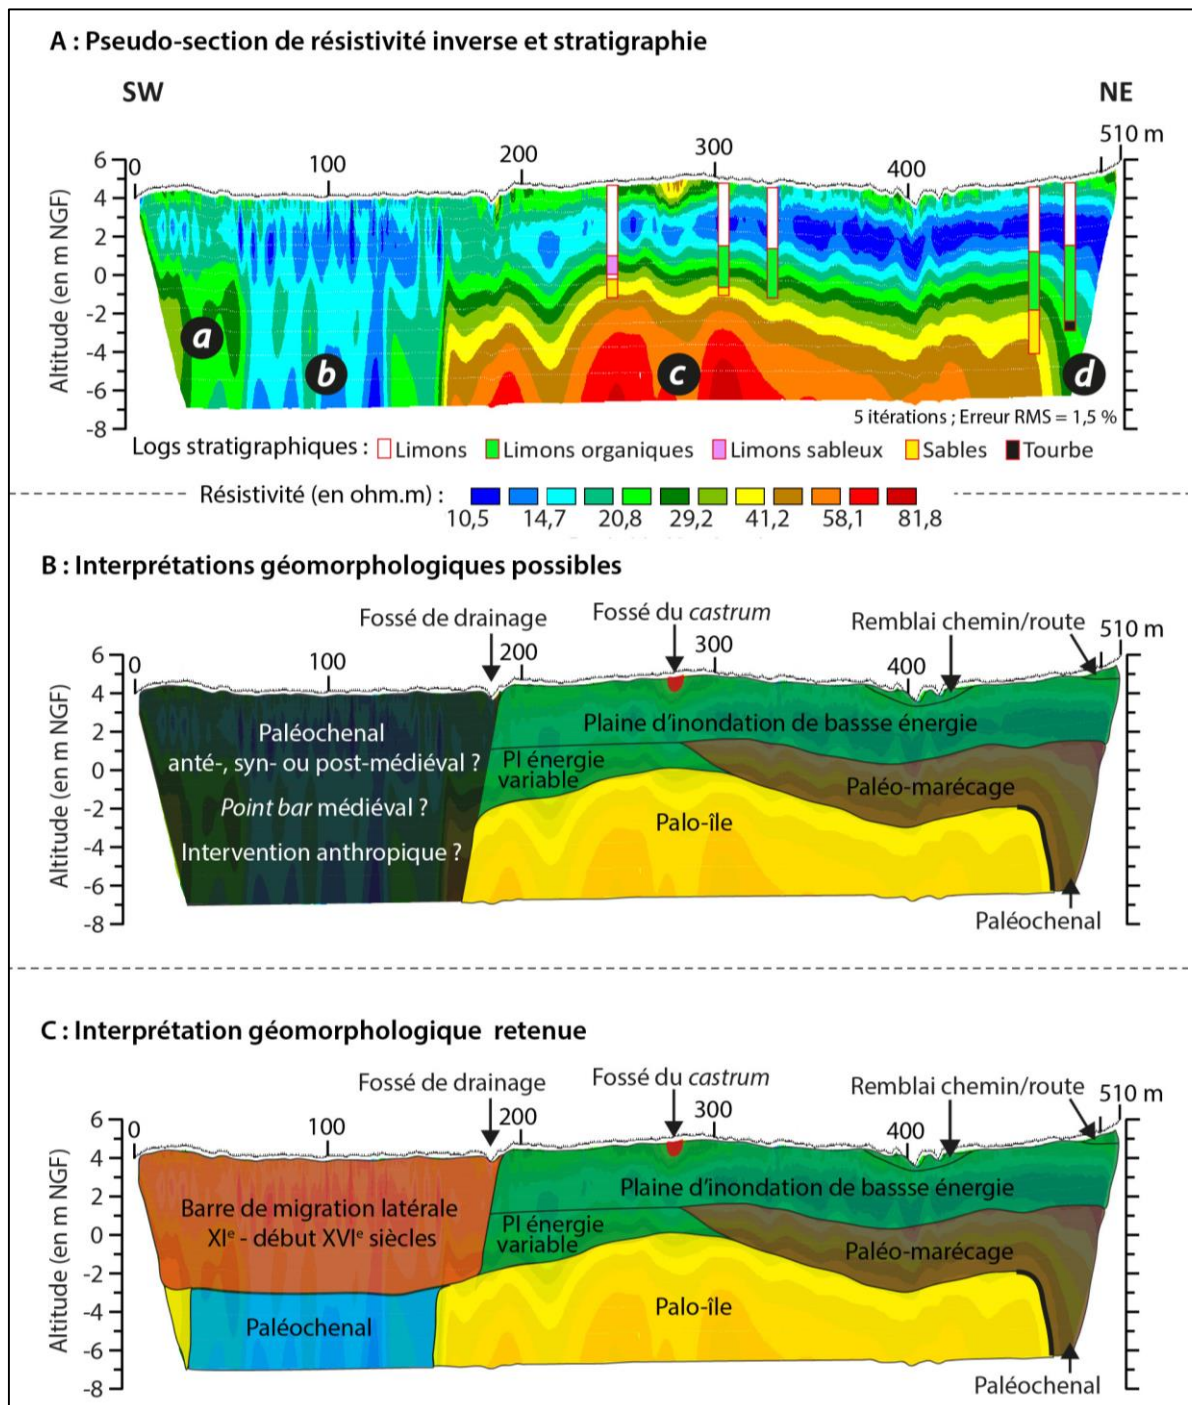 A : Pseudo-section de résistivité inverse et stratigraphie
SW
NE
0
100
200
300
400
510 m
Altitude (en m NGF)
6
4
2
0
-2
-4
-6
-8
a
b
c
d
5 itérations ; Erreur RMS = 1,5 %
Logs stratigraphiques : Limons Limons organiques Limons sableux Sables Tourbe
Résistivité (en ohm.m) :
10,5 14,7 20,8 29,2 41,2 58,1 81,8
B : Interprétations géomorphologiques possibles
Fossé de drainage
Fossé du castrum
Remblai chemin/route
0
100
200
300
400
510 m
Altitude (en m NGF)
6
4
2
0
-2
-4
-6
-8
Paléochenal
anté-, syn- ou post-médiéval ?
Point bar médiéval ?
Intervention anthropique ?
Plaine d'inondation de bassse énergie
PI énergie
variable
Paléo-marécage
Palo-île
Paléochenal
C : Interprétation géomorphologique retenue
Fossé de drainage
Fossé du castrum
Remblai chemin/route
0
100
200
300
400
510 m
Altitude (en m NGF)
6
4
2
0
-2
-4
-6
-8
Barre de migration latérale
XIe - début XVIe siècles
Plaine d'inondation de bassse énergie
PI énergie
variable
Paléo-marécage
Palo-île
Paléochenal
Paléochenal